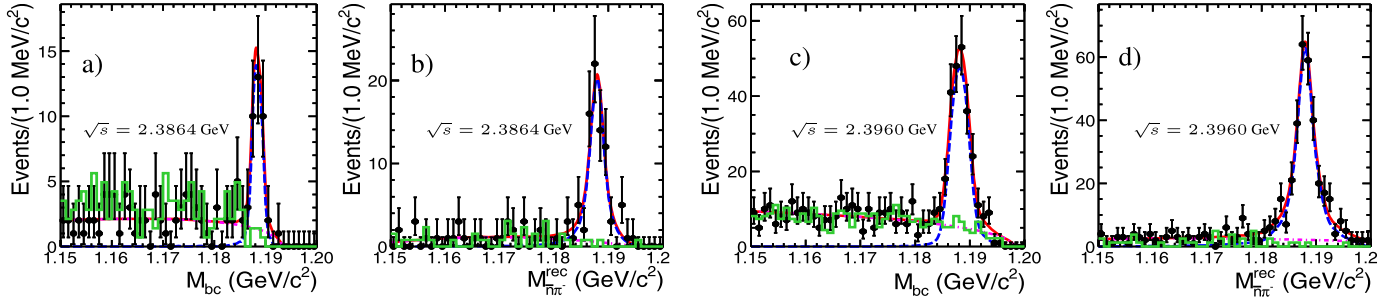 a)
√s = 2.3864 GeV
Events/(1.0 MeV/c²)
0
5
10
15
1.15 1.16 1.17 1.18 1.19 1.20
M_bc (GeV/c²)
b)
√s = 2.3864 GeV
Events/(1.0 MeV/c²)
0
10
20
1.15 1.16 1.17 1.18 1.19 1.2
M^rec_n̅π⁻ (GeV/c²)
c)
√s = 2.3960 GeV
Events/(1.0 MeV/c²)
0
20
40
60
1.15 1.16 1.17 1.18 1.19 1.20
M_bc (GeV/c²)
d)
√s = 2.3960 GeV
Events/(1.0 MeV/c²)
0
20
40
60
1.15 1.16 1.17 1.18 1.19 1.2
M^rec_n̅π⁻ (GeV/c²)